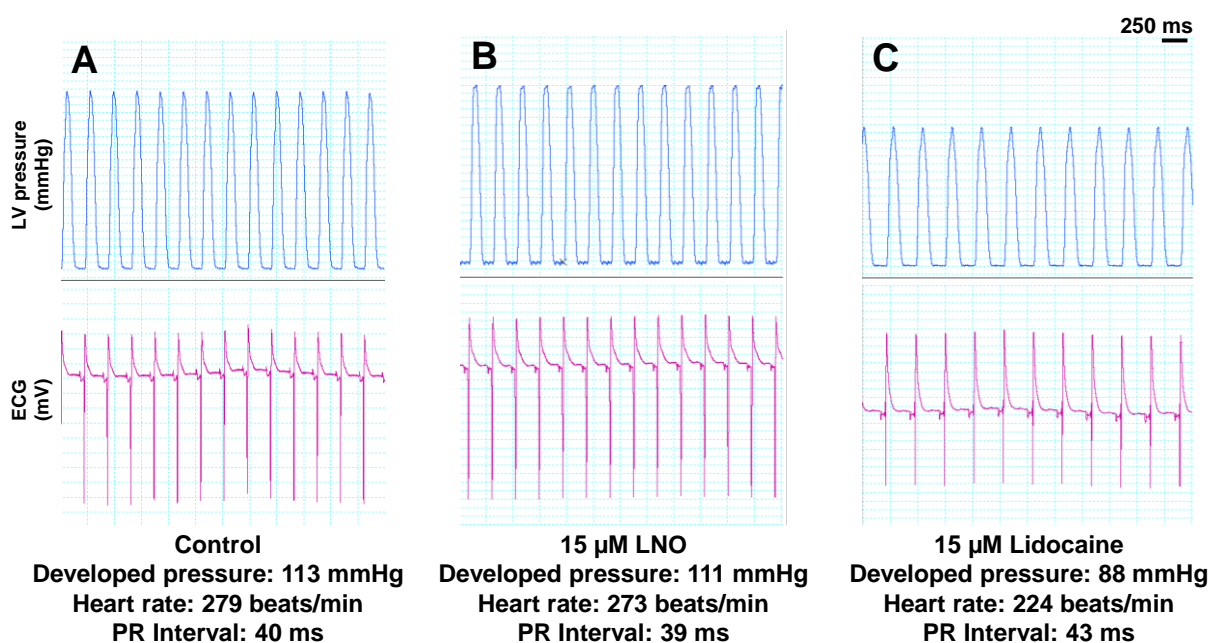 250 ms
A
B
C
LV pressure
(mmHg)
ECG
(mV)
Control
Developed pressure: 113 mmHg
Heart rate: 279 beats/min
PR Interval: 40 ms
15 µM LNO
Developed pressure: 111 mmHg
Heart rate: 273 beats/min
PR Interval: 39 ms
15 µM Lidocaine
Developed pressure: 88 mmHg
Heart rate: 224 beats/min
PR Interval: 43 ms